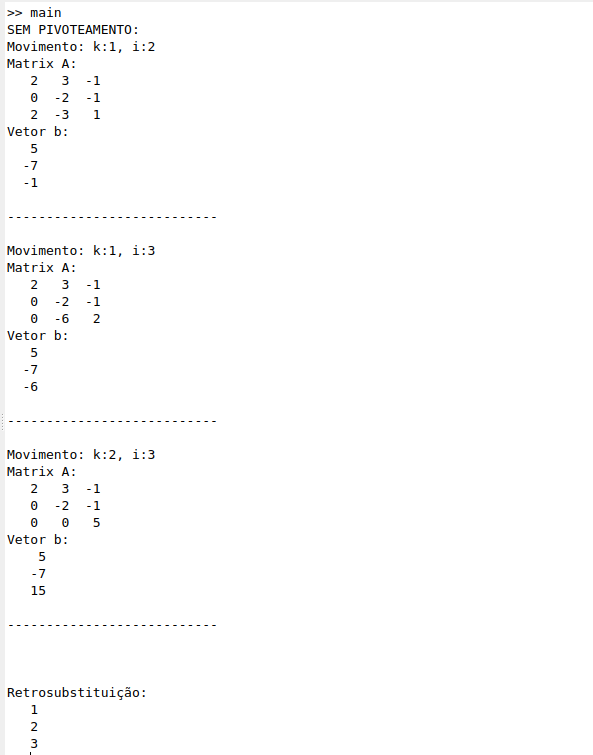 >> main
SEM PIVOTEAMENTO:
Movimento: k:1, i:2
Matrix A:
   2   3  -1
   0  -2  -1
   2  -3   1
Vetor b:
   5
  -7
  -1
---------------------------
Movimento: k:1, i:3
Matrix A:
   2   3  -1
   0  -2  -1
   0  -6   2
Vetor b:
   5
  -7
  -6
---------------------------
Movimento: k:2, i:3
Matrix A:
   2   3  -1
   0  -2  -1
   0   0   5
Vetor b:
    5
   -7
   15
---------------------------
Retrosubstituição:
   1
   2
   3